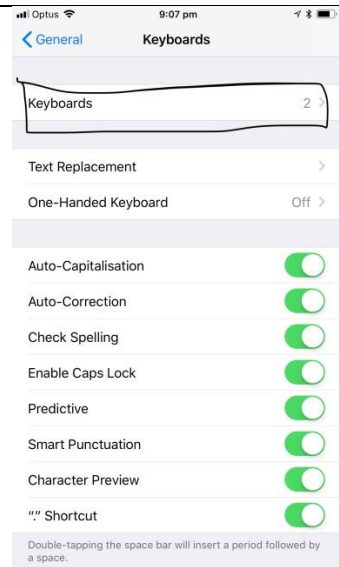 Optus 9:07 pm
General Keyboards
Keyboards 2
Text Replacement
One-Handed Keyboard Off
Auto-Capitalisation
Auto-Correction
Check Spelling
Enable Caps Lock
Predictive
Smart Punctuation
Character Preview
“.” Shortcut
Double-tapping the space bar will insert a period followed by
a space.